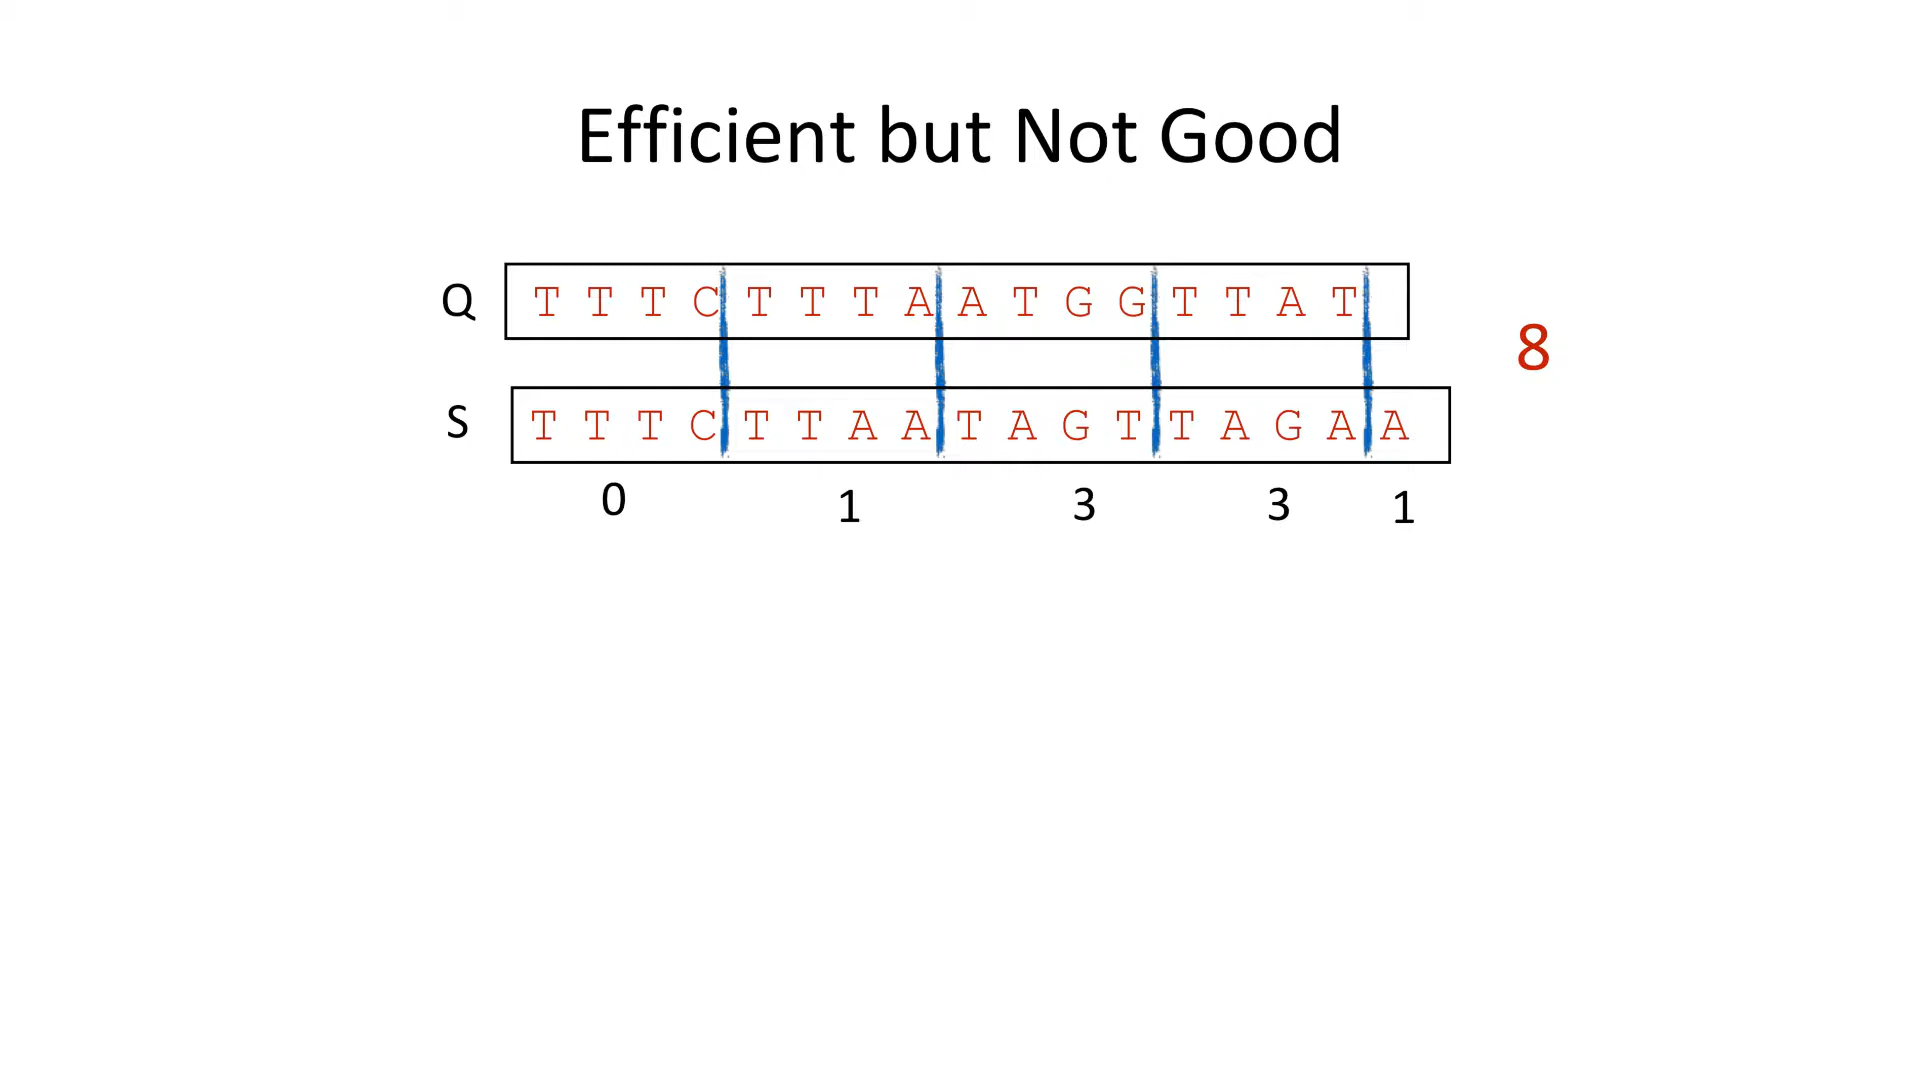 Efficient but Not Good
Q T T T C T T T A A T G G T T A T
8
S T T T C T T A A T A G T T A G A A
0 1 3 3 1